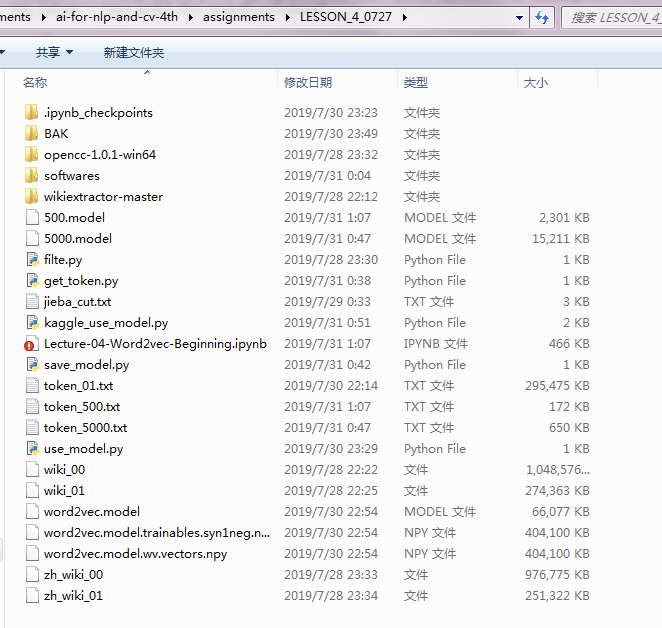 ments ▸ ai-for-nlp-and-cv-4th ▸ assignments ▸ LESSON_4_0727 ▸ 搜索 LESSON_4_
共享 新建文件夹
名称 修改日期 类型 大小
.ipynb_checkpoints 2019/7/30 23:23 文件夹
BAK 2019/7/30 23:49 文件夹
opencc-1.0.1-win64 2019/7/28 23:32 文件夹
softwares 2019/7/31 0:04 文件夹
wikiextractor-master 2019/7/28 22:12 文件夹
500.model 2019/7/31 1:07 MODEL 文件 2,301 KB
5000.model 2019/7/31 0:47 MODEL 文件 15,211 KB
filte.py 2019/7/28 23:30 Python File 1 KB
get_token.py 2019/7/31 0:38 Python File 1 KB
jieba_cut.txt 2019/7/29 0:33 TXT 文件 3 KB
kaggle_use_model.py 2019/7/31 0:51 Python File 2 KB
Lecture-04-Word2vec-Beginning.ipynb 2019/7/31 1:07 IPYNB 文件 466 KB
save_model.py 2019/7/31 0:42 Python File 1 KB
token_01.txt 2019/7/30 22:14 TXT 文件 295,475 KB
token_500.txt 2019/7/31 1:07 TXT 文件 172 KB
token_5000.txt 2019/7/31 0:47 TXT 文件 650 KB
use_model.py 2019/7/30 23:29 Python File 1 KB
wiki_00 2019/7/28 22:22 文件 1,048,576...
wiki_01 2019/7/28 22:25 文件 274,363 KB
word2vec.model 2019/7/30 22:54 MODEL 文件 66,077 KB
word2vec.model.trainables.syn1neg.n... 2019/7/30 22:54 NPY 文件 404,100 KB
word2vec.model.wv.vectors.npy 2019/7/30 22:54 NPY 文件 404,100 KB
zh_wiki_00 2019/7/28 23:33 文件 976,775 KB
zh_wiki_01 2019/7/28 23:34 文件 251,322 KB